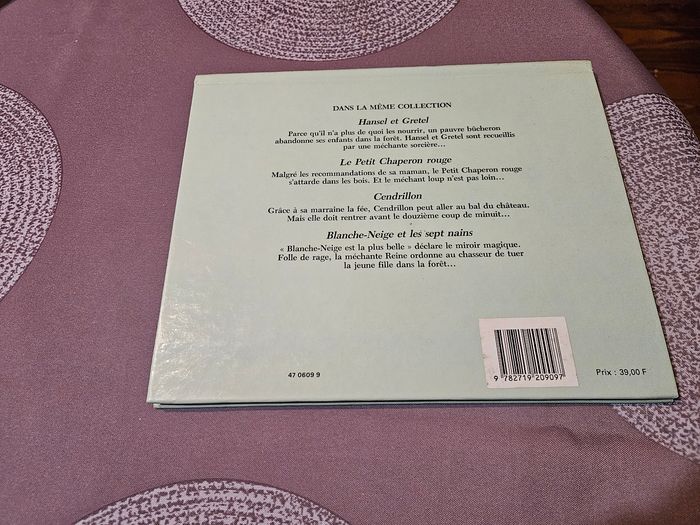 DANS LA MÊME COLLECTION
Hansel et Gretel
Parce qu'il n'a plus de quoi les nourrir, un pauvre bûcheron
abandonne ses enfants dans la forêt. Hansel et Gretel sont recueillis
par une méchante sorcière...
Le Petit Chaperon rouge
Malgré les recommandations de sa maman, le Petit Chaperon rouge
s'attarde dans les bois. Et le méchant loup n'est pas loin...
Cendrillon
Grâce à sa marraine la fée, Cendrillon peut aller au bal du château.
Mais elle doit rentrer avant le douzième coup de minuit...
Blanche-Neige et les sept nains
« Blanche-Neige est la plus belle » déclare le miroir magique.
Folle de rage, la méchante Reine ordonne au chasseur de tuer
la jeune fille dans la forêt...
47 0609 9
9 782719 209097
Prix : 39,00 F